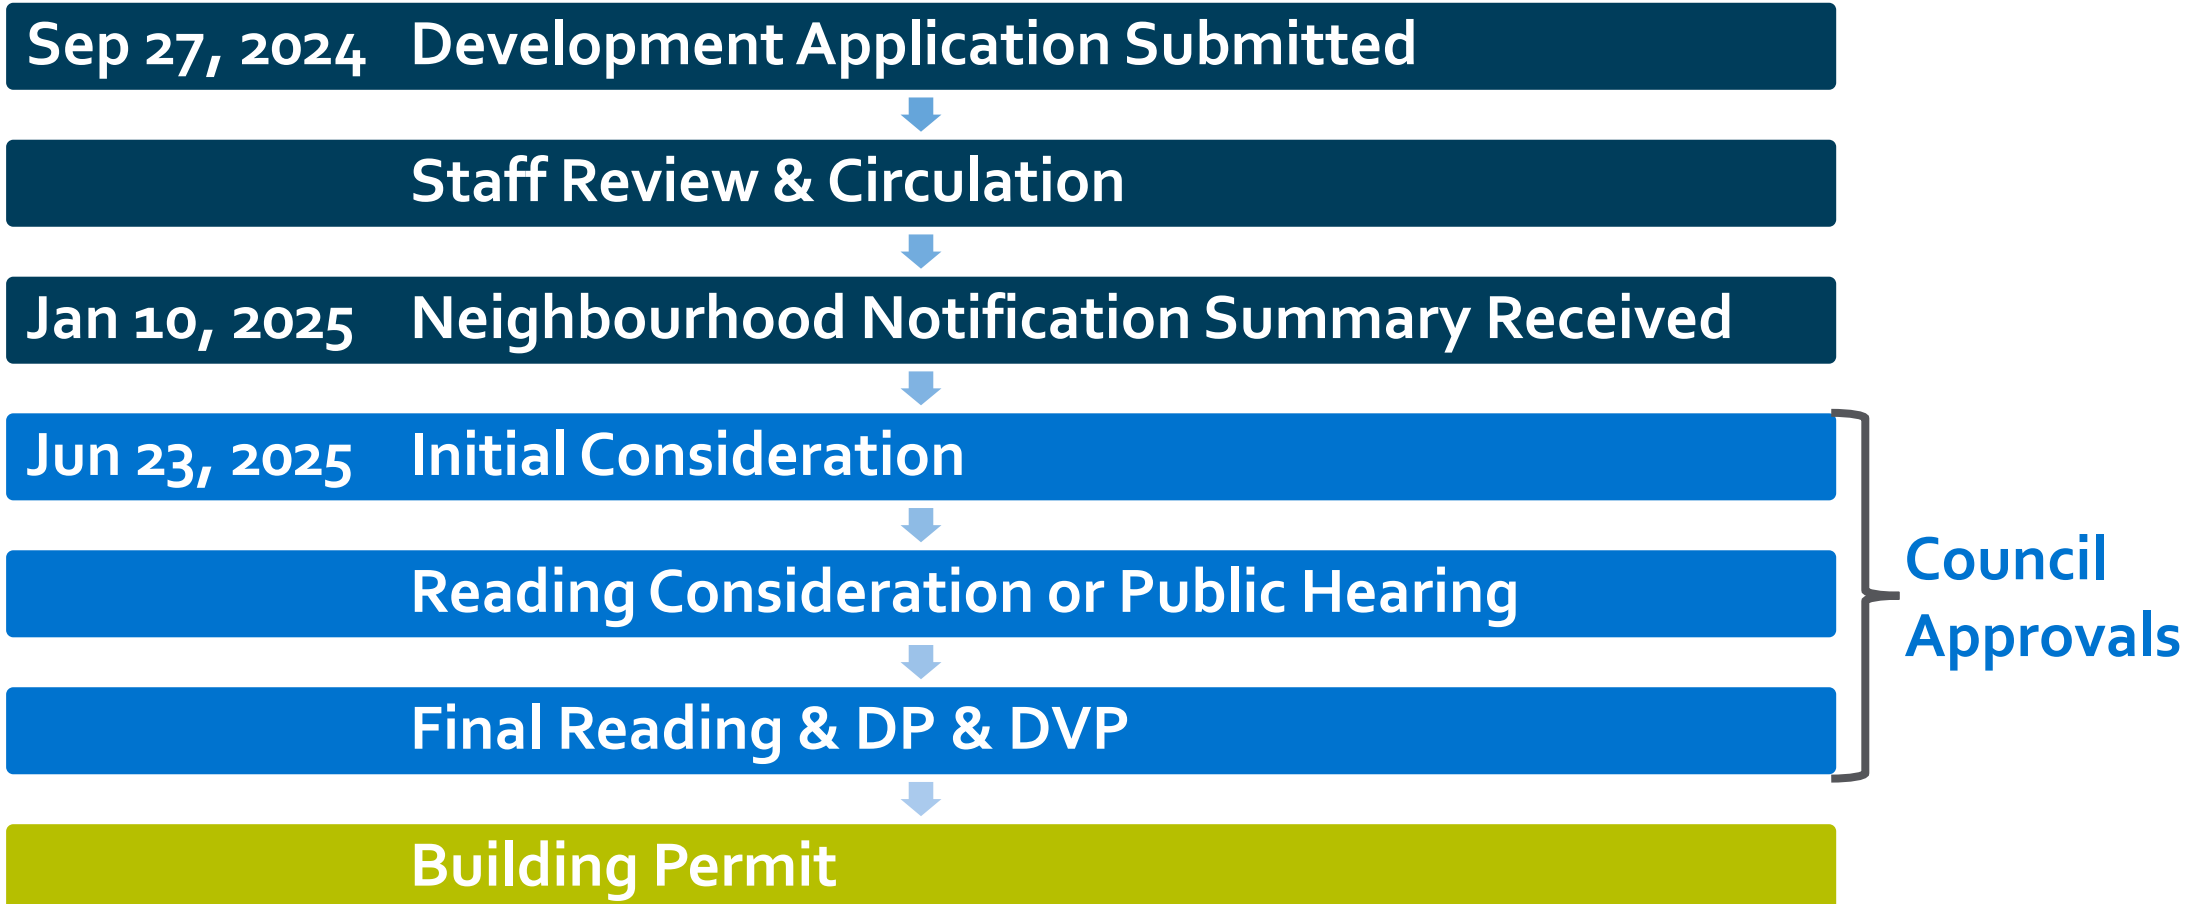 Sep 27, 2024 Development Application Submitted
Staff Review & Circulation
Jan 10, 2025 Neighbourhood Notification Summary Received
Jun 23, 2025 Initial Consideration
Reading Consideration or Public Hearing
Final Reading & DP & DVP
Building Permit
Council
Approvals